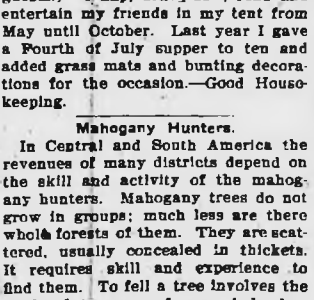 entertain my friends in my tent from
May until October. Last year I gave
a Fourth of July supper to ten and
added grass mats and bunting decora-
tions for the occasion.—Good House-
keeping.
Mahogany Hunters.
In Central and South America the
revenues of many districts depend on
the skill and activity of the mahog-
any hunters. Mahogany trees do not
grow in groups; much less are there
whole forests of them. They are scat-
tered, usually concealed in thickets.
It requires skill and experience to
find them. To fell a tree involves the